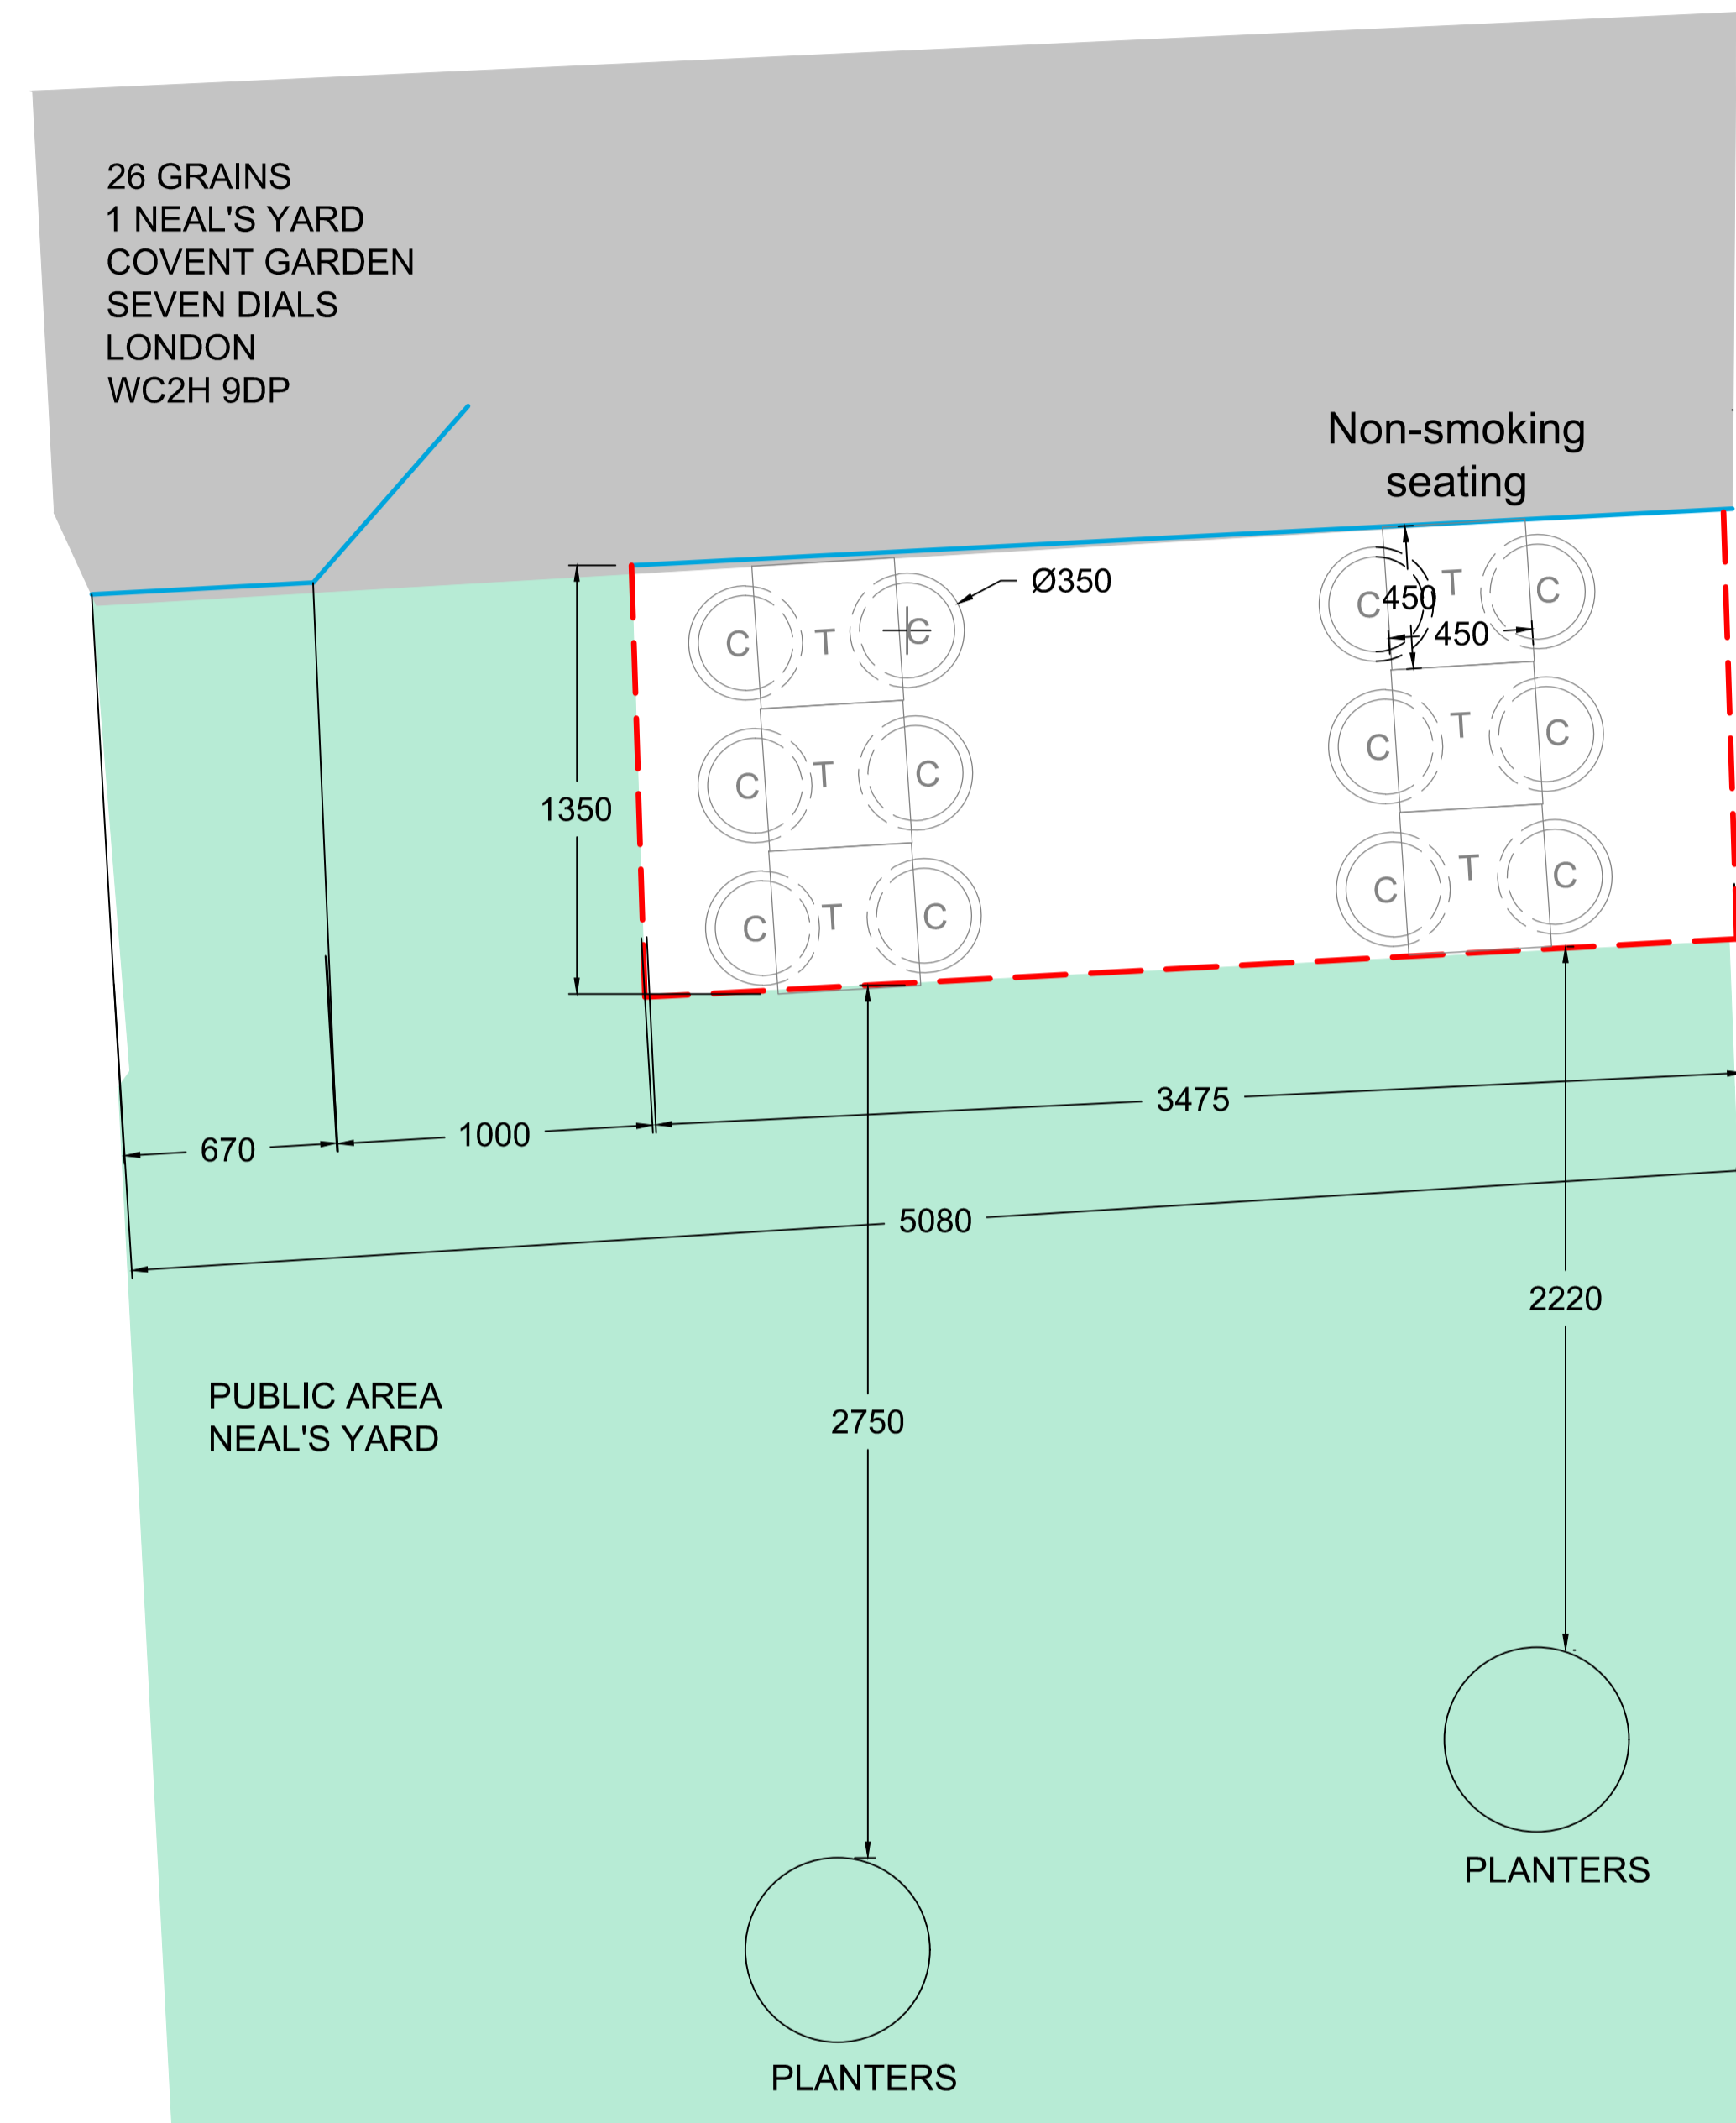 26 GRAINS
1 NEAL'S YARD
COVENT GARDEN
SEVEN DIALS
LONDON
WC2H 9DP
Non-smoking
seating
Ø350
C T C
C 450 T C
450
C T C
C T C
C T C
C T C
1350
3475
1000
670
5080
2220
2750
PUBLIC AREA
NEAL'S YARD
PLANTERS
PLANTERS